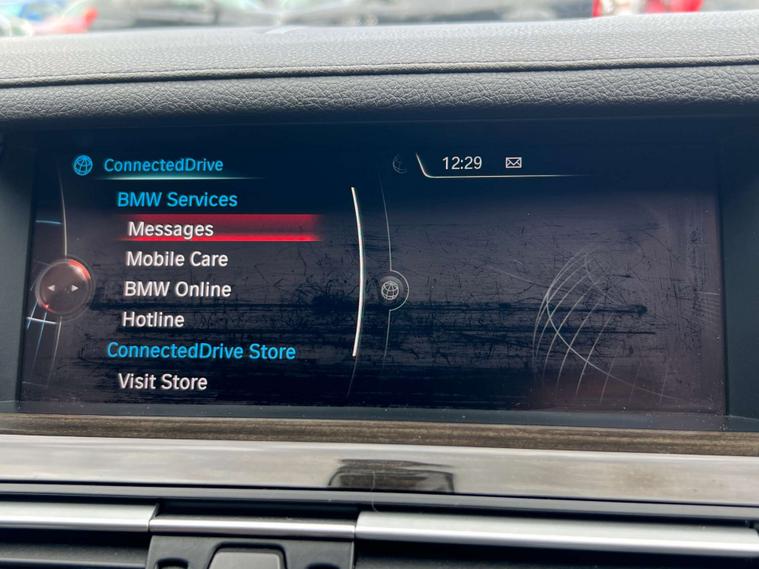 ConnectedDrive
12:29
BMW Services
Messages
Mobile Care
BMW Online
Hotline
ConnectedDrive Store
Visit Store